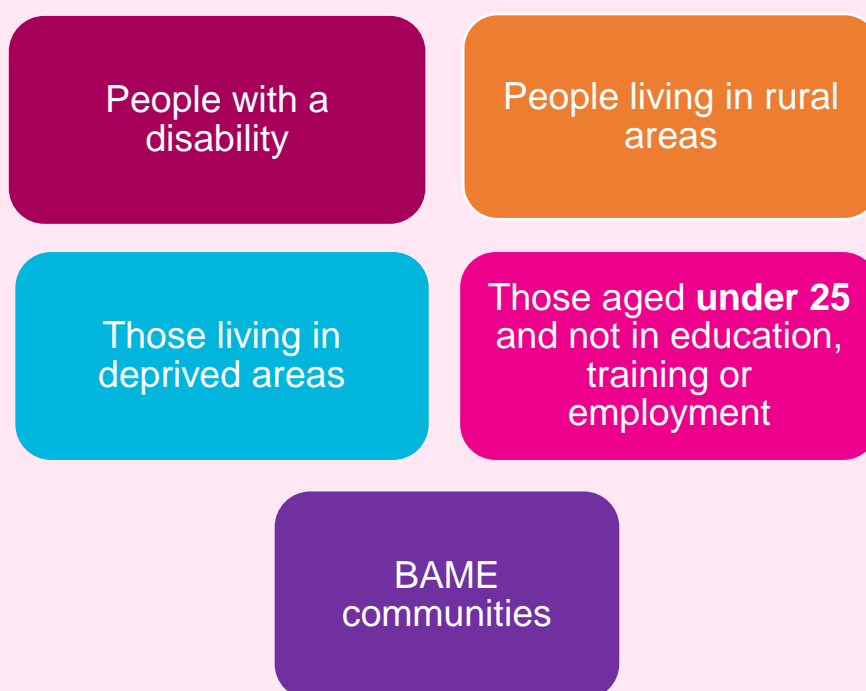 People with a
disability
People living in rural
areas
Those living in
deprived areas
Those aged under 25
and not in education,
training or
employment
BAME
communities